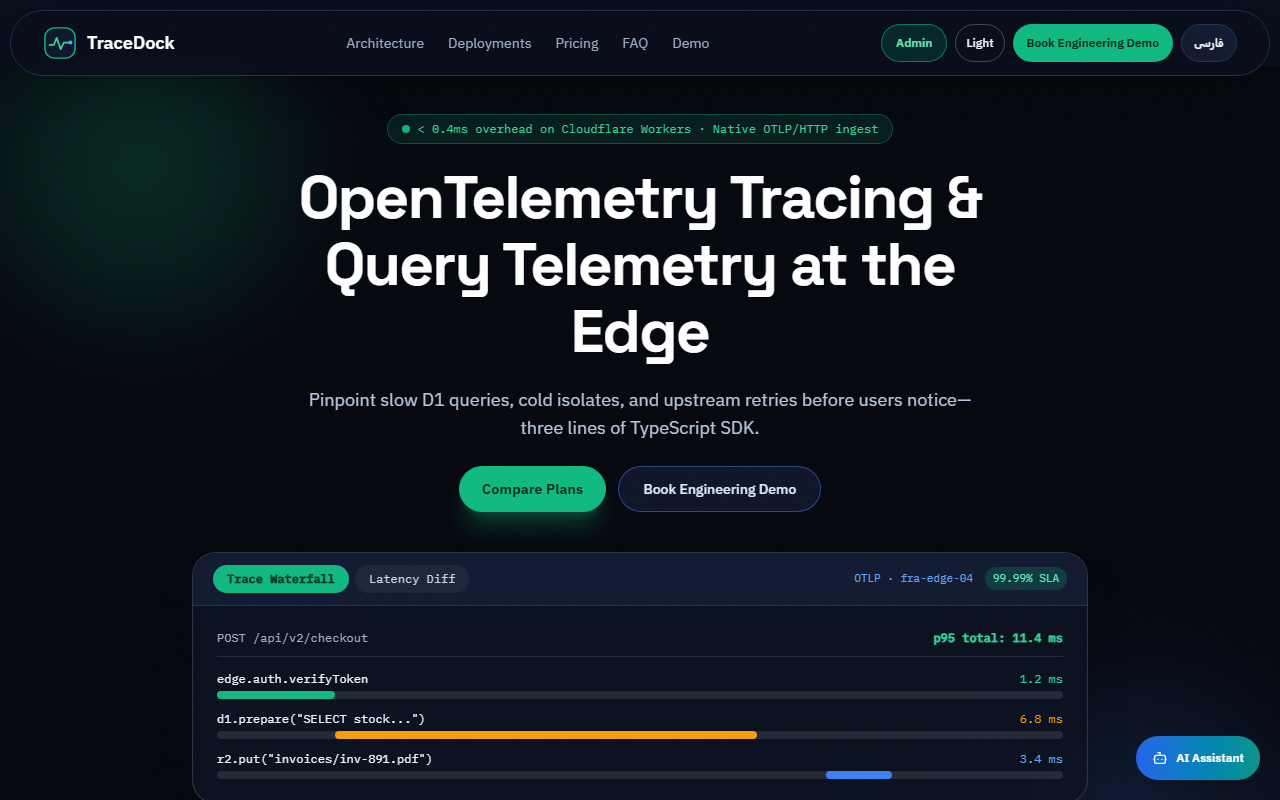 TraceDock
Architecture Deployments Pricing FAQ Demo
Admin Light Book Engineering Demo فارسی
< 0.4ms overhead on Cloudflare Workers · Native OTLP/HTTP ingest
OpenTelemetry Tracing &
Query Telemetry at the
Edge
Pinpoint slow D1 queries, cold isolates, and upstream retries before users notice—
three lines of TypeScript SDK.
Compare Plans Book Engineering Demo
Trace Waterfall Latency Diff OTLP · fra-edge-04 99.99% SLA
POST /api/v2/checkout p95 total: 11.4 ms
edge.auth.verifyToken 1.2 ms
d1.prepare("SELECT stock...") 6.8 ms
r2.put("invoices/inv-891.pdf") 3.4 ms
AI Assistant